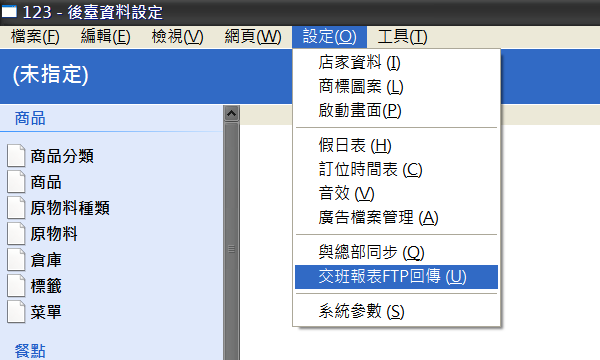 123 - 後臺資料設定
檔案(F) 編輯(E) 檢視(V) 網頁(W) 設定(O) 工具(T)
(未指定)
店家資料 (I)
商標圖案 (L)
啟動畫面(P)
假日表 (H)
訂位時間表 (C)
音效 (V)
廣告檔案管理 (A)
與總部同步 (Q)
交班報表FTP回傳 (U)
系統參數 (S)
商品
商品分類
商品
原物料種類
原物料
倉庫
標籤
菜單
餐點